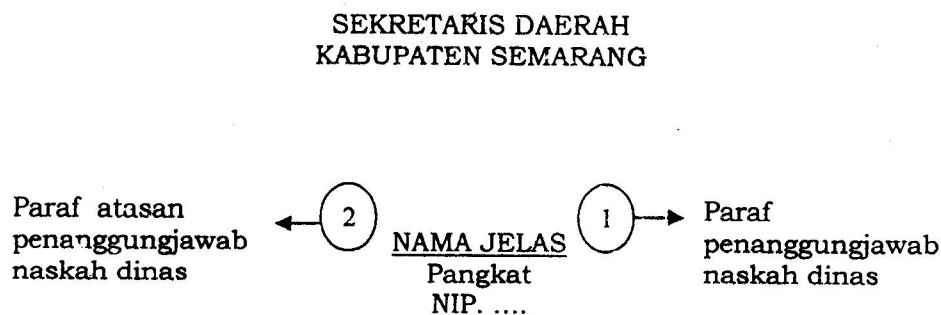 SEKRETARIS DAERAH
KABUPATEN SEMARANG
Paraf atasan
penanggungjawab
naskah dinas
2
NAMA JELAS
Pangkat
NIP. ....
1
Paraf
penanggungjawab
naskah dinas